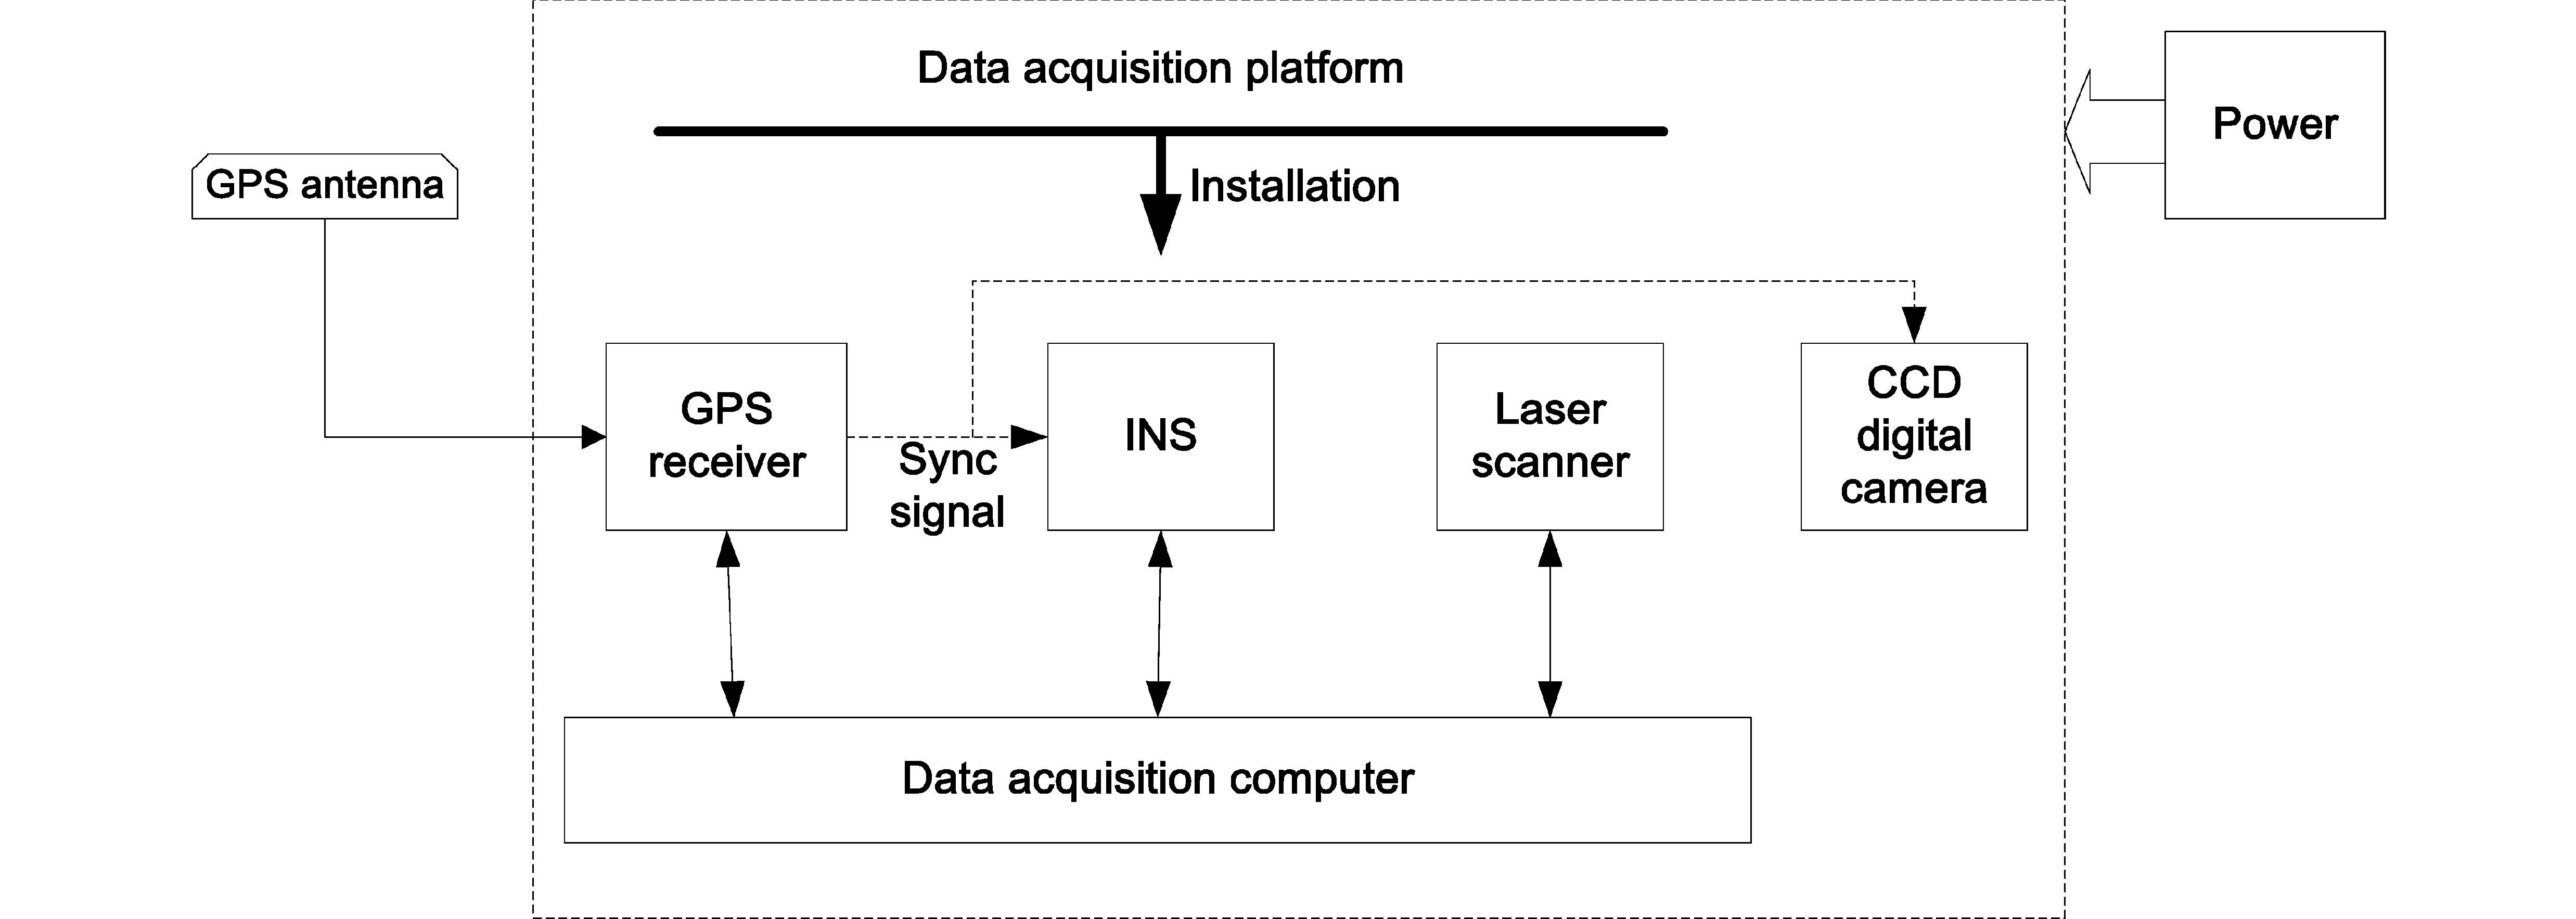 Data acquisition platform
Power
GPS antenna
Installation
GPS
receiver
Sync
signal
INS
Laser
scanner
CCD
digital
camera
Data acquisition computer